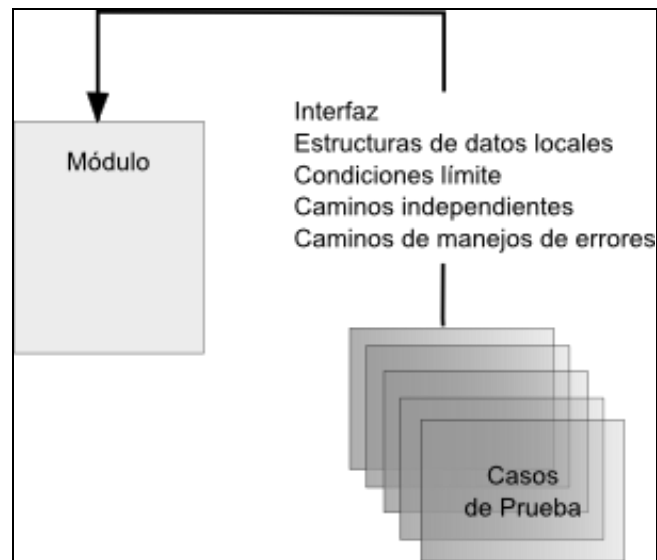 Módulo
Interfaz
Estructuras de datos locales
Condiciones límite
Caminos independientes
Caminos de manejos de errores
Casos
de Prueba